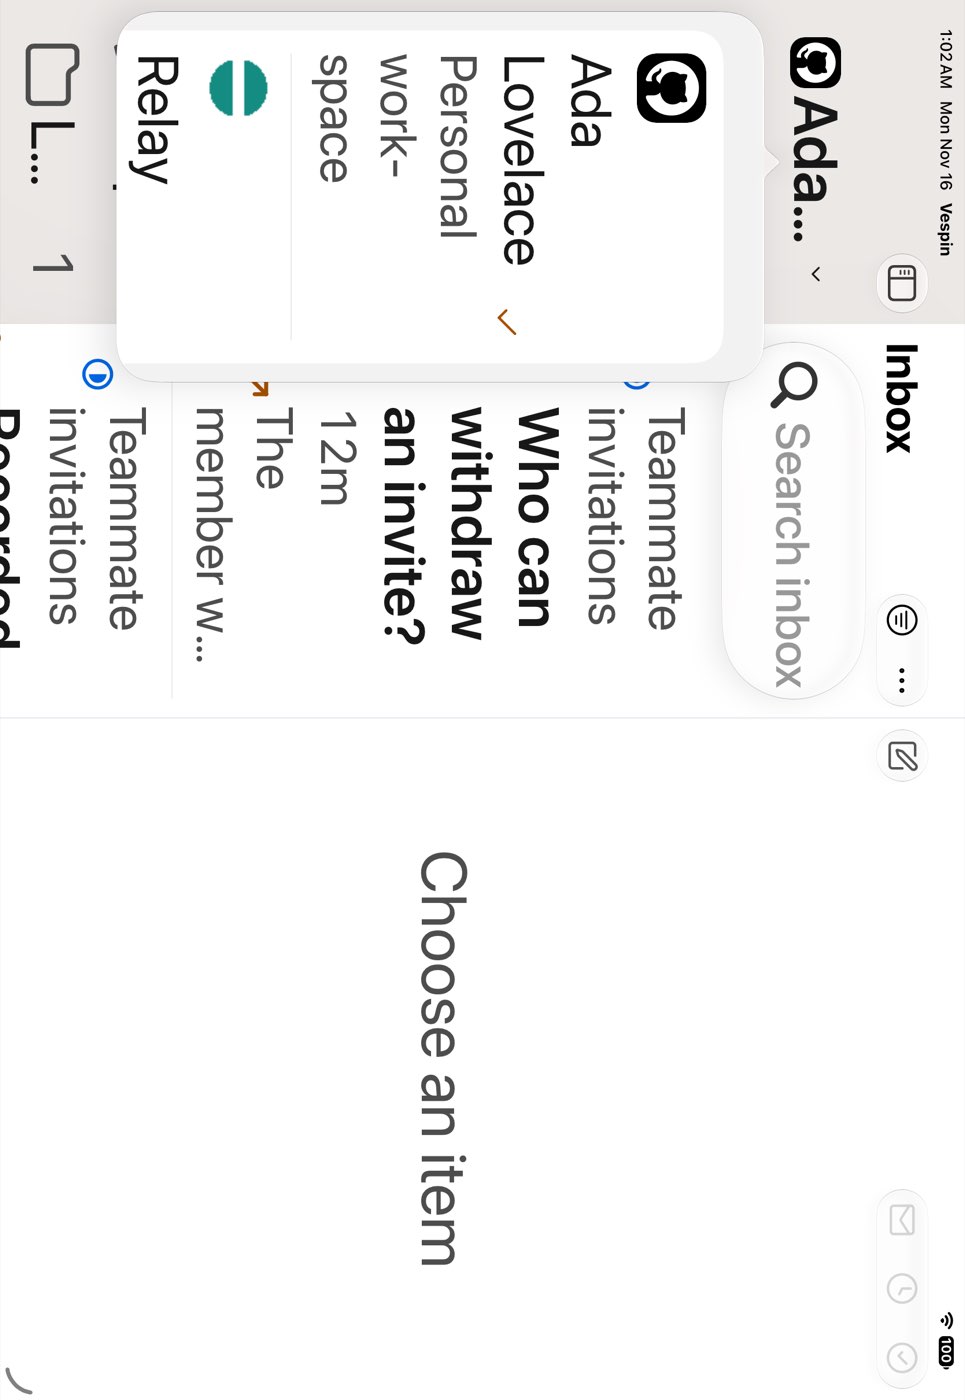 1:02 AM Mon Nov 16 Vespin
100
Inbox
Ada...
Search inbox
Ada
Lovelace
Personal
work-
space
Relay
L... 1
Teammate
invitations
Who can
withdraw
an invite?
12m
The
member w...
Teammate
invitations
Recorded
Choose an item